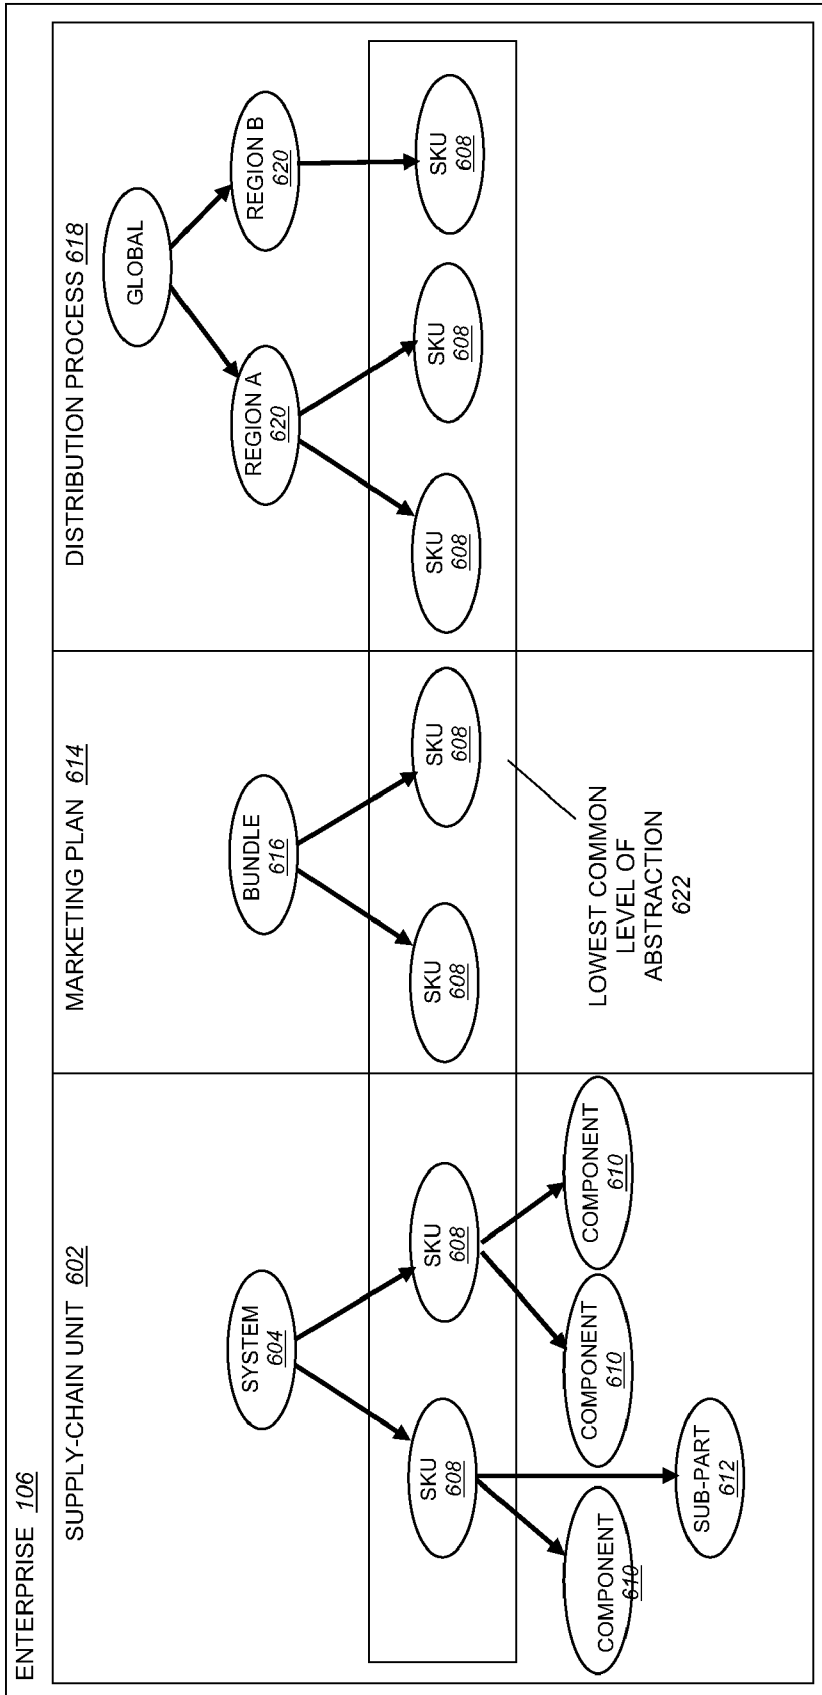 ENTERPRISE 106
SUPPLY-CHAIN UNIT 602
SYSTEM
604
SKU
608
SKU
608
COMPONENT
610
SUB-PART
612
COMPONENT
610
COMPONENT
610
MARKETING PLAN 614
BUNDLE
616
SKU
608
SKU
608
LOWEST COMMON
LEVEL OF
ABSTRACTION
622
DISTRIBUTION PROCESS 618
GLOBAL
REGION A
620
REGION B
620
SKU
608
SKU
608
SKU
608